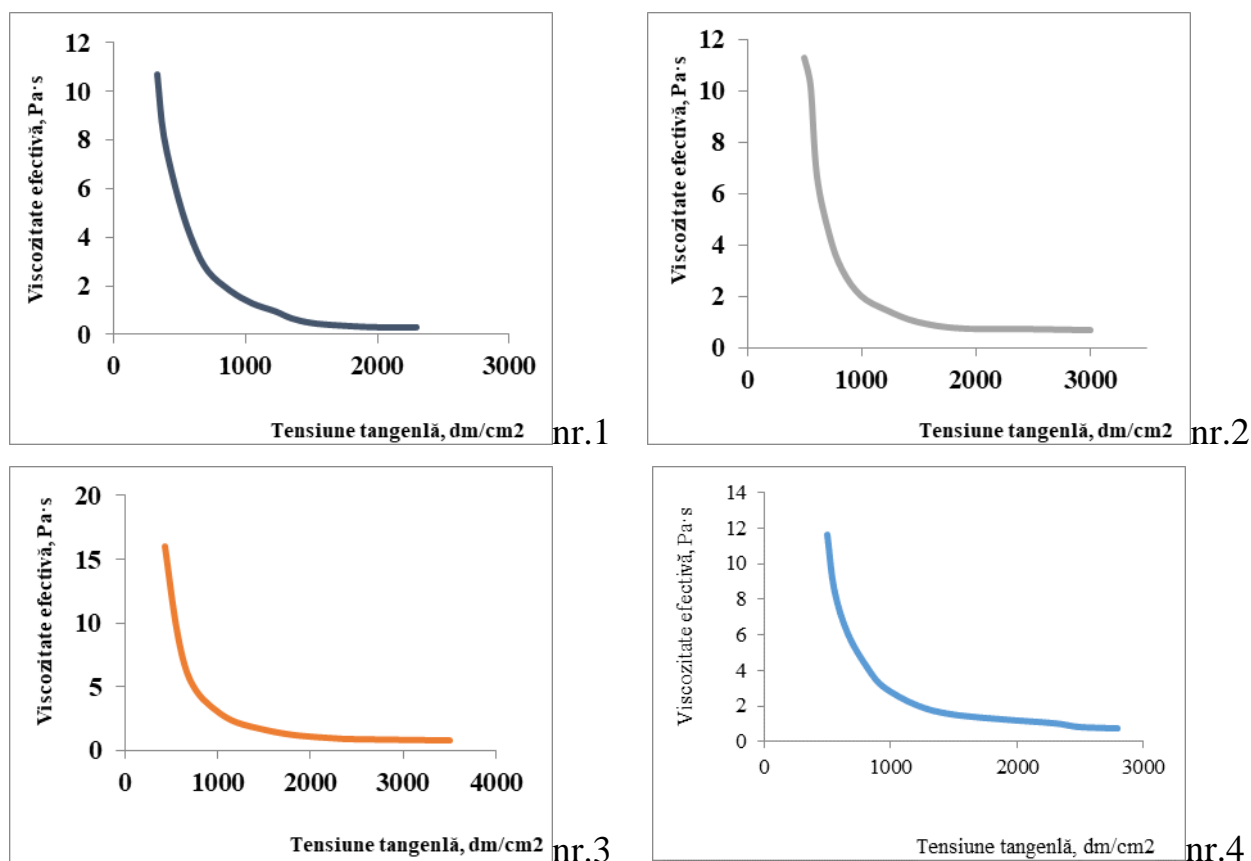 Viscozitate efectivă, Pa·s
12
10
8
6
4
2
0
0 1000 2000 3000
Tensiune tangenlă, dm/cm2
nr.1
Viscozitate efectivă, Pa·s
12
10
8
6
4
2
0
0 1000 2000 3000
Tensiune tangenlă, dm/cm2
nr.2
Viscozitate efectivă, Pa·s
20
15
10
5
0
0 1000 2000 3000 4000
Tensiune tangenlă, dm/cm2
nr.3
Viscozitate efectivă, Pa·s
14
12
10
8
6
4
2
0
0 1000 2000 3000
Tensiune tangenlă, dm/cm2
nr.4